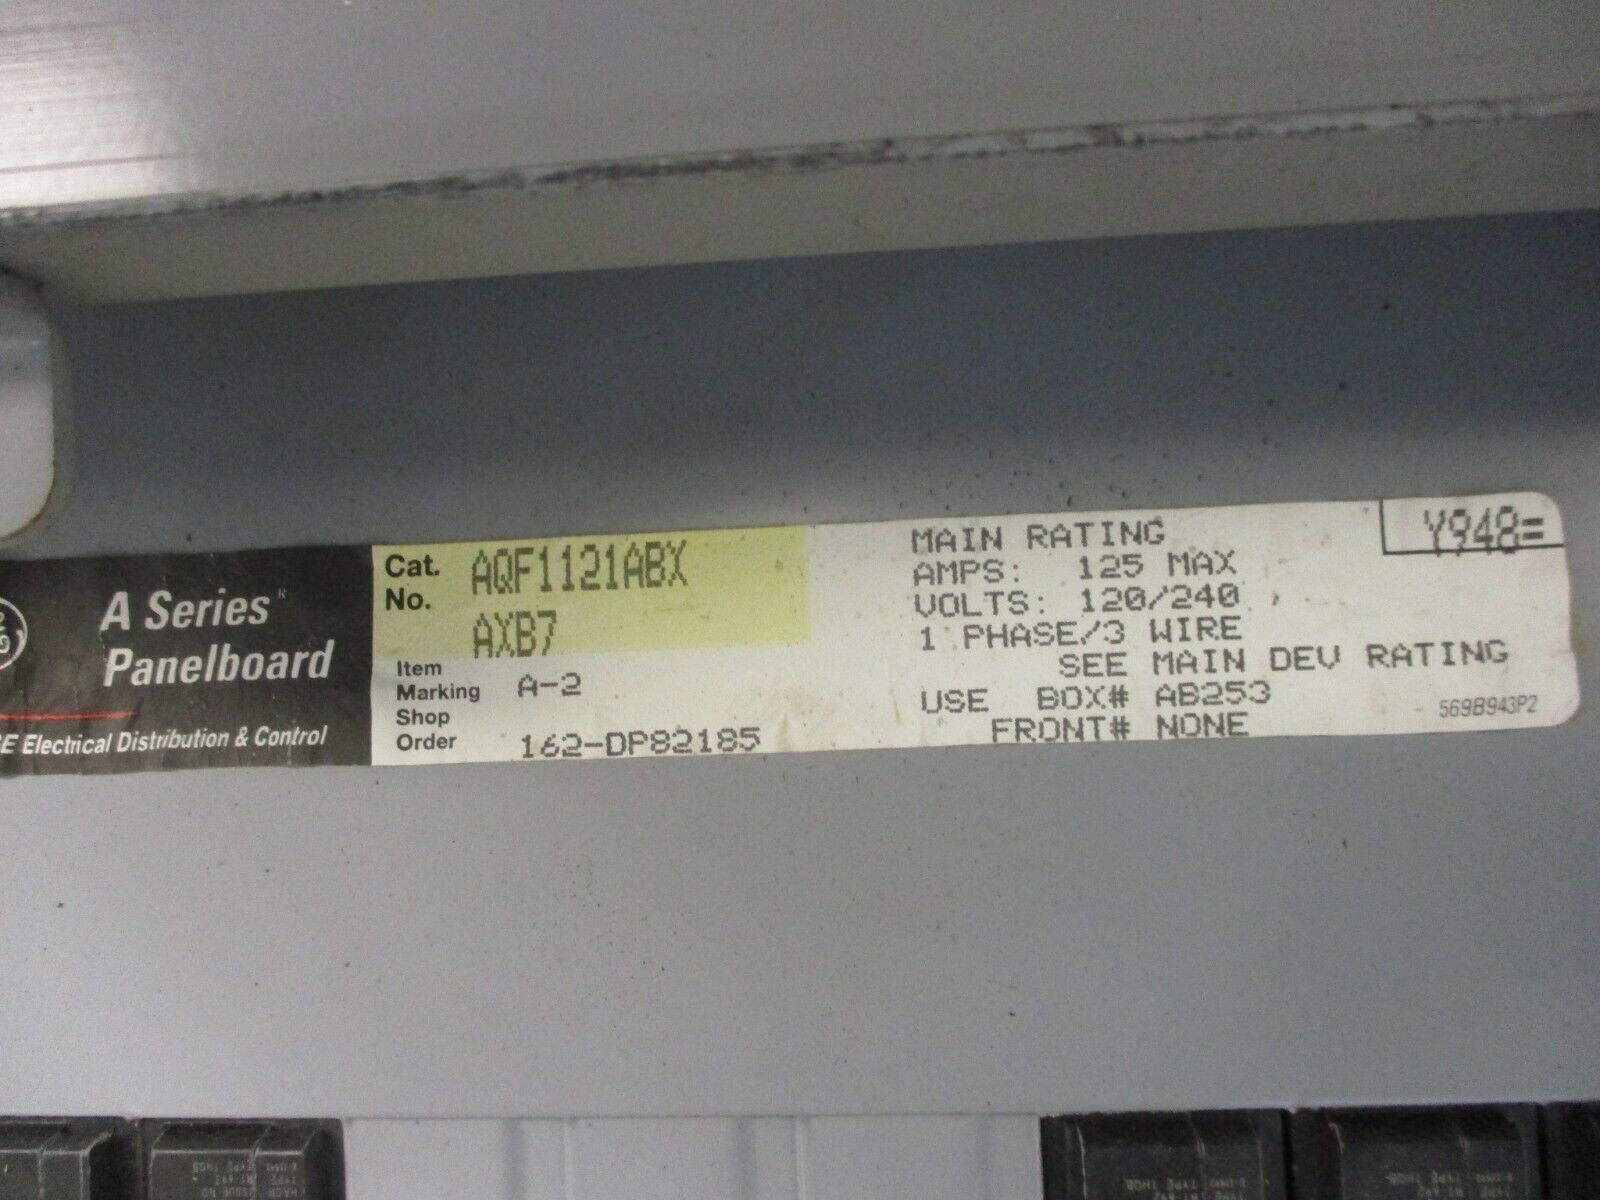 A Series R
Panelboard
GE Electrical Distribution & Control
Cat. No. AQF1121ABX
AXB7
Item Marking A-2
Shop Order 162-DP82185
MAIN RATING
AMPS: 125 MAX
VOLTS: 120/240
1 PHASE/3 WIRE
SEE MAIN DEV RATING
USE BOX# AB253
FRONT# NONE
Y948=
569B943P2